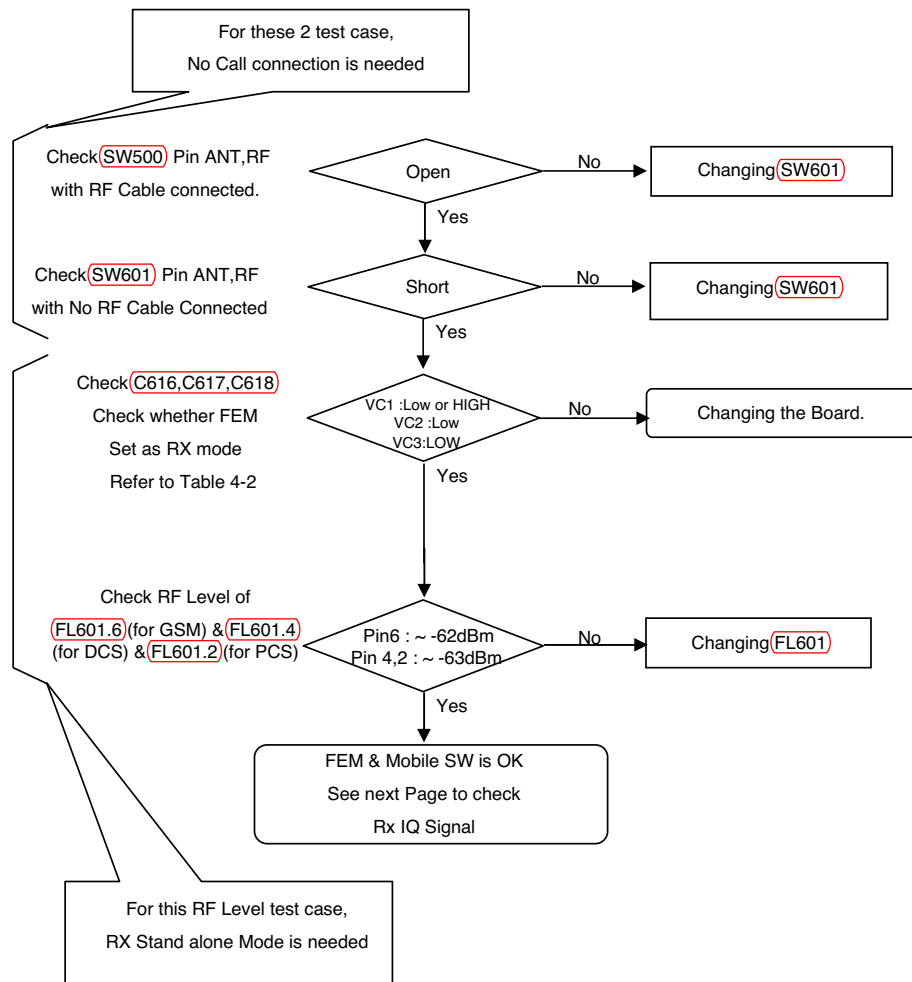 For these 2 test case,
No Call connection is needed
Check SW500 Pin ANT,RF
with RF Cable connected.
Open
No
Changing SW601
Yes
Check SW601 Pin ANT,RF
with No RF Cable Connected
Short
No
Changing SW601
Yes
Check C616,C617,C618
Check whether FEM
Set as RX mode
Refer to Table 4-2
VC1 :Low or HIGH
VC2 :Low
VC3:LOW
No
Changing the Board.
Yes
Check RF Level of
FL601.6 (for GSM) & FL601.4
(for DCS) & FL601.2 (for PCS)
Pin6 : ~ -62dBm
Pin 4,2 : ~ -63dBm
No
Changing FL601
Yes
FEM & Mobile SW is OK
See next Page to check
Rx IQ Signal
For this RF Level test case,
RX Stand alone Mode is needed